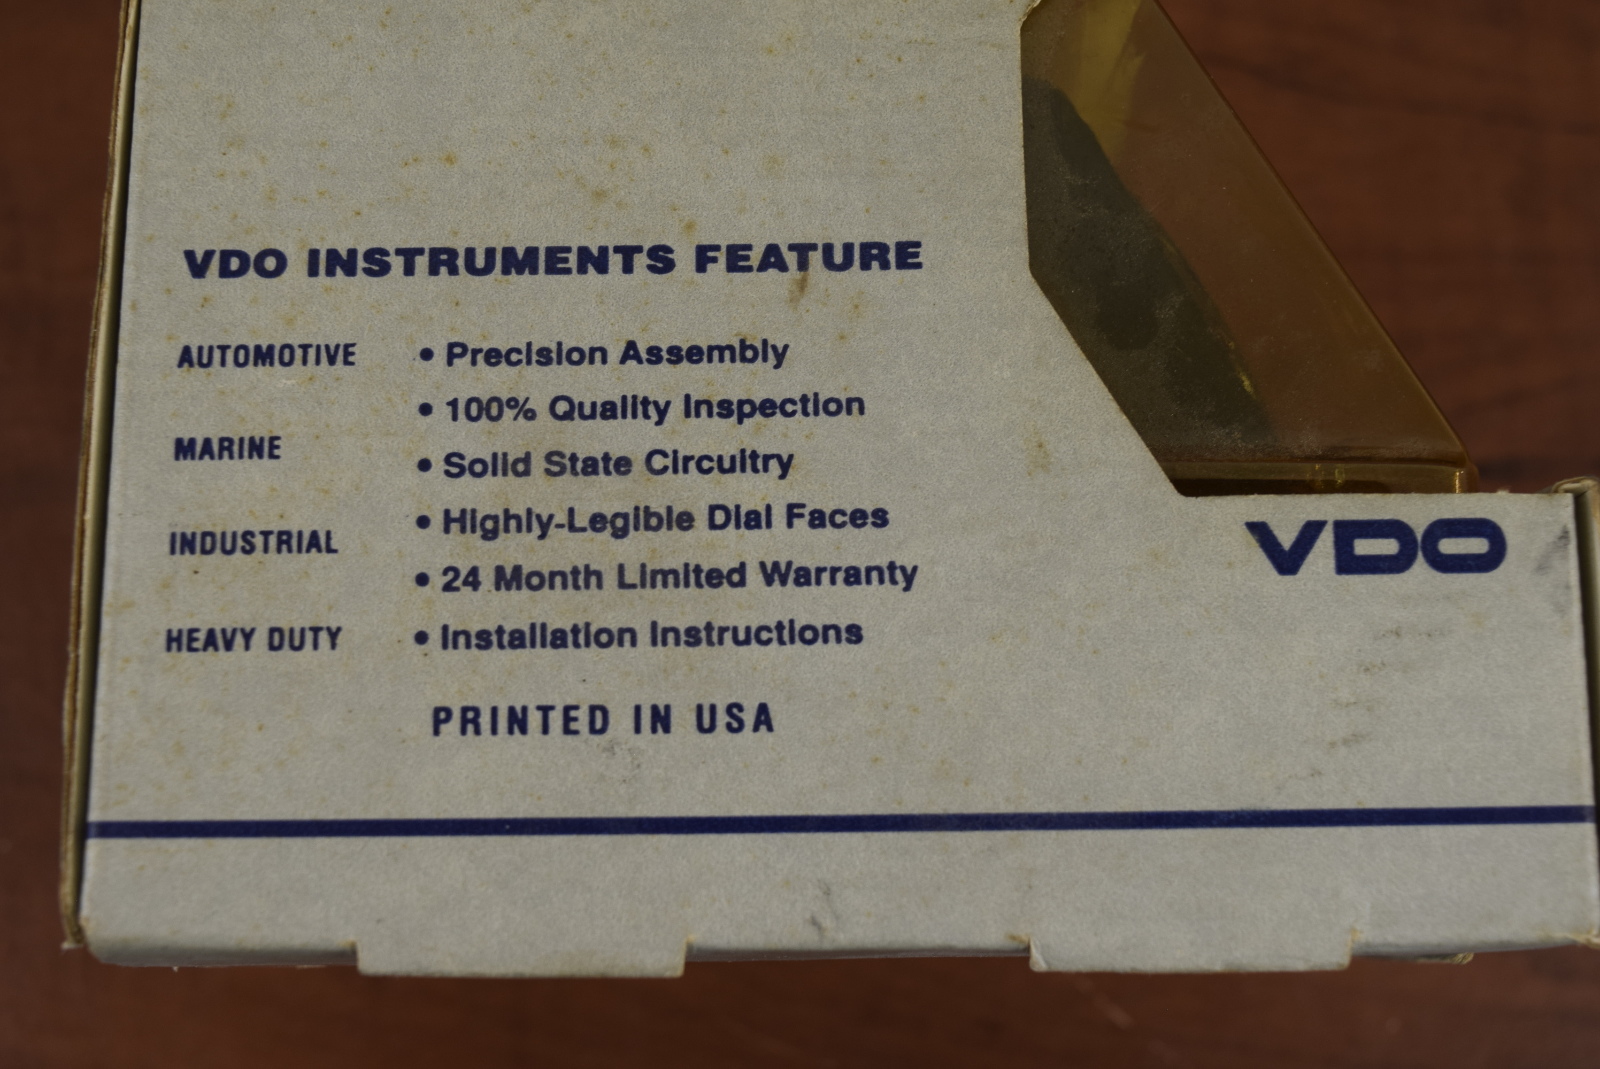 VDO INSTRUMENTS FEATURE
AUTOMOTIVE
MARINE
INDUSTRIAL
HEAVY DUTY
• Precision Assembly
• 100% Quality Inspection
• Solid State Circuitry
• Highly-Legible Dial Faces
• 24 Month Limited Warranty
• Installation Instructions
PRINTED IN USA
VDO